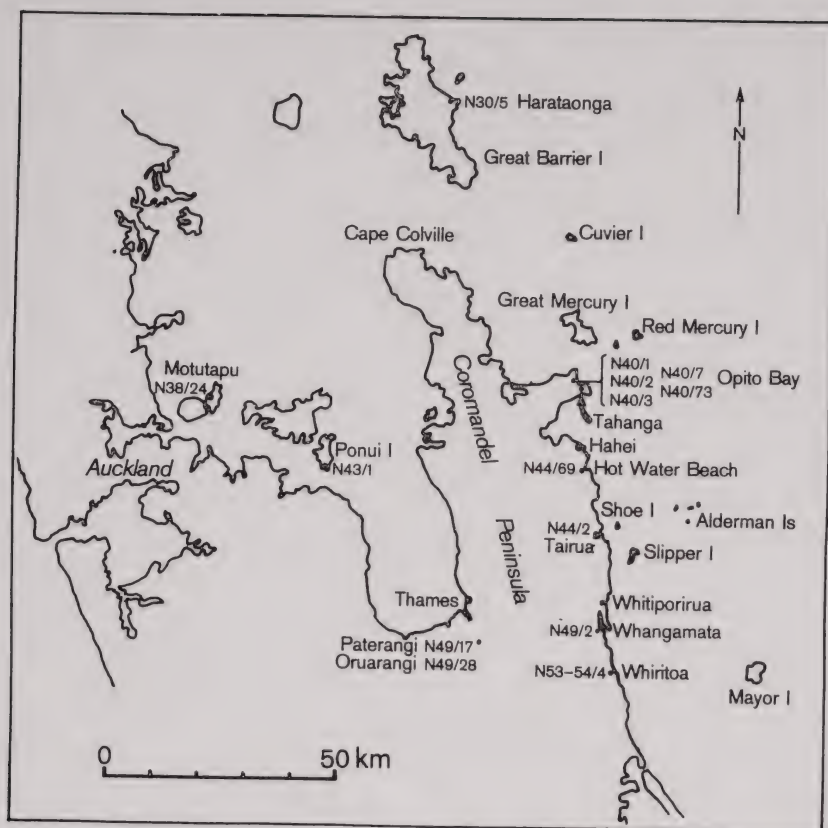 N30/5 Harataonga
N
Great Barrier I
Cape Colville
Cuvier I
Great Mercury I
Red Mercury I
Motutapu
N38/24
Coromandel
Peninsula
N40/1
N40/2
N40/3
N40/7
N40/73
Opito Bay
Tahanga
Auckland
Ponui I
N43/1
Hahei
N44/69 Hot Water Beach
Shoe I
Alderman Is
N44/2
Tairua
Slipper I
Thames
Whitiporirua
Paterangi N49/17
Oruarangi N49/28
N49/2 Whangamata
N53-54/4 Whiritoa
Mayor I
0 50 km